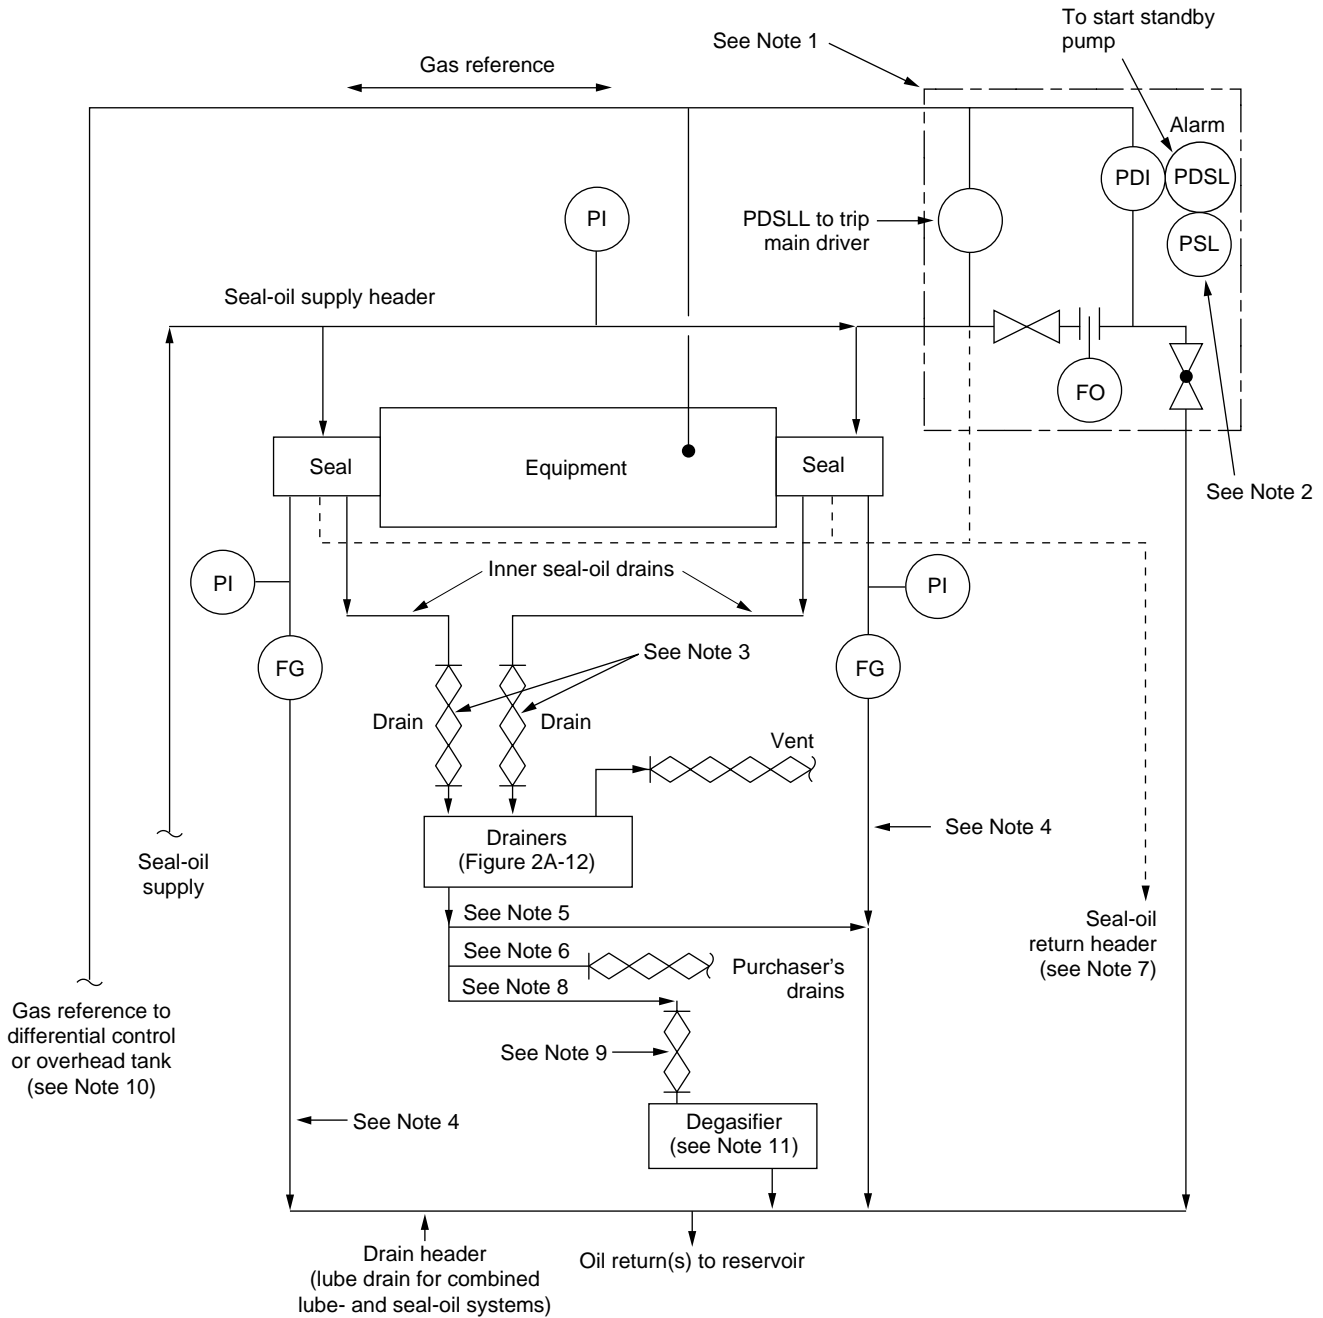 To start standby
pump
See Note 1
Gas reference
Alarm
PDI
PDSL
PI
PDSLL to trip
main driver
PSL
Seal-oil supply header
FO
Seal
Equipment
Seal
See Note 2
PI
Inner seal-oil drains
PI
FG
See Note 3
FG
Drain
Drain
Vent
Drainers
(Figure 2A-12)
See Note 4
Seal-oil
supply
See Note 5
Seal-oil
return header
(see Note 7)
See Note 6
Purchaser's
drains
See Note 8
Gas reference to
differential control
or overhead tank
(see Note 10)
See Note 9
See Note 4
Degasifier
(see Note 11)
Drain header
(lube drain for combined
lube- and seal-oil systems)
Oil return(s) to reservoir